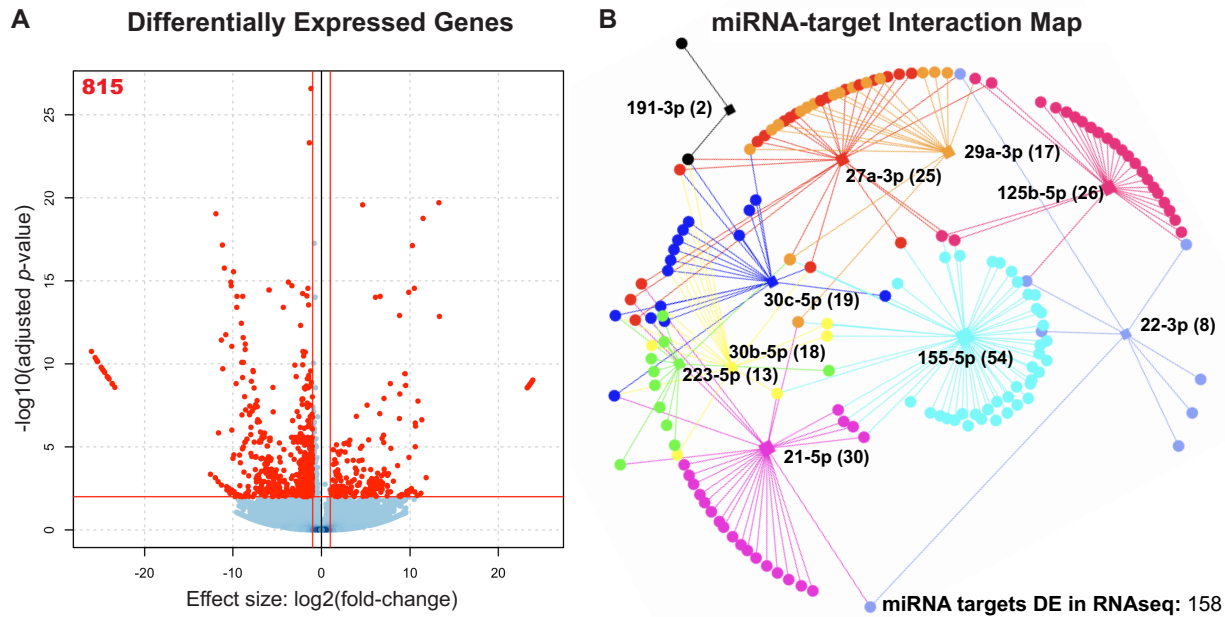 A Differentially Expressed Genes
815
-log10(adjusted p-value)
25
20
15
10
5
0
-20 -10 0 10 20
Effect size: log2(fold-change)
B miRNA-target Interaction Map
191-3p (2)
29a-3p (17)
27a-3p (25)
125b-5p (26)
30c-5p (19)
22-3p (8)
30b-5p (18)
155-5p (54)
223-5p (13)
21-5p (30)
miRNA targets DE in RNAseq: 158